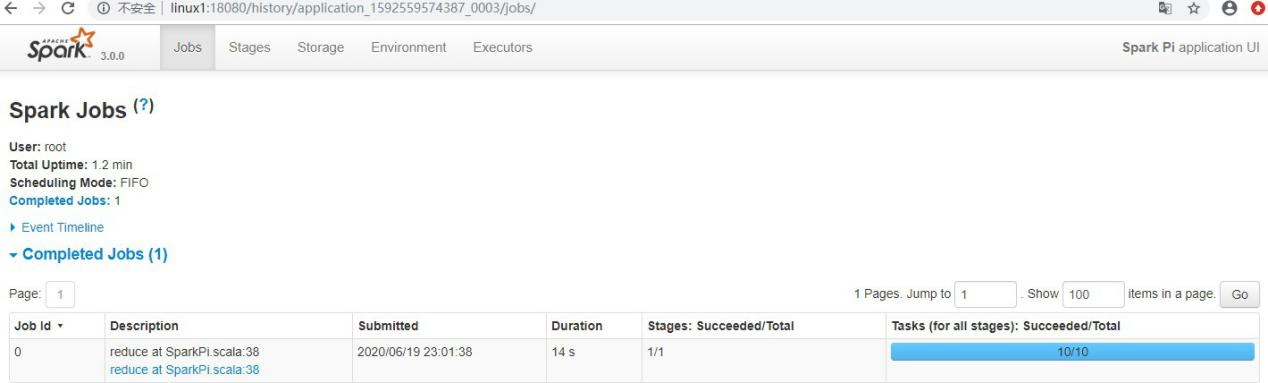 不安全 | linux1:18080/history/application_1592559574387_0003/jobs/
APACHE Spark 3.0.0 Jobs Stages Storage Environment Executors Spark Pi application UI
Spark Jobs (?)
User: root
Total Uptime: 1.2 min
Scheduling Mode: FIFO
Completed Jobs: 1
Event Timeline
Completed Jobs (1)
Page: 1 1 Pages. Jump to 1 . Show 100 items in a page. Go
Job Id Description Submitted Duration Stages: Succeeded/Total Tasks (for all stages): Succeeded/Total
0 reduce at SparkPi.scala:38 2020/06/19 23:01:38 14 s 1/1 10/10
reduce at SparkPi.scala:38